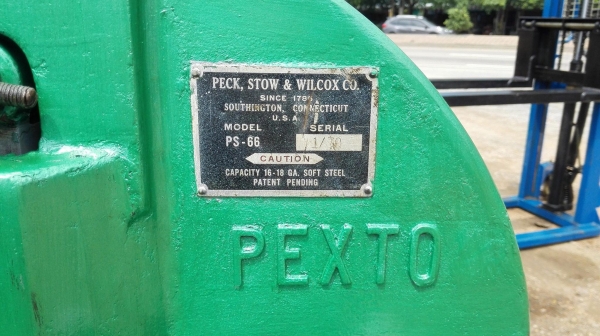 PECK, STOW & WILCOX CO.
SINCE
SOUTHINGTON, CONNECTICUT
U.S.A.
MODEL SERIAL
PS-66
CAUTION
CAPACITY 16-18 GA. SOFT STEEL
PATENT PENDING
PEXTO